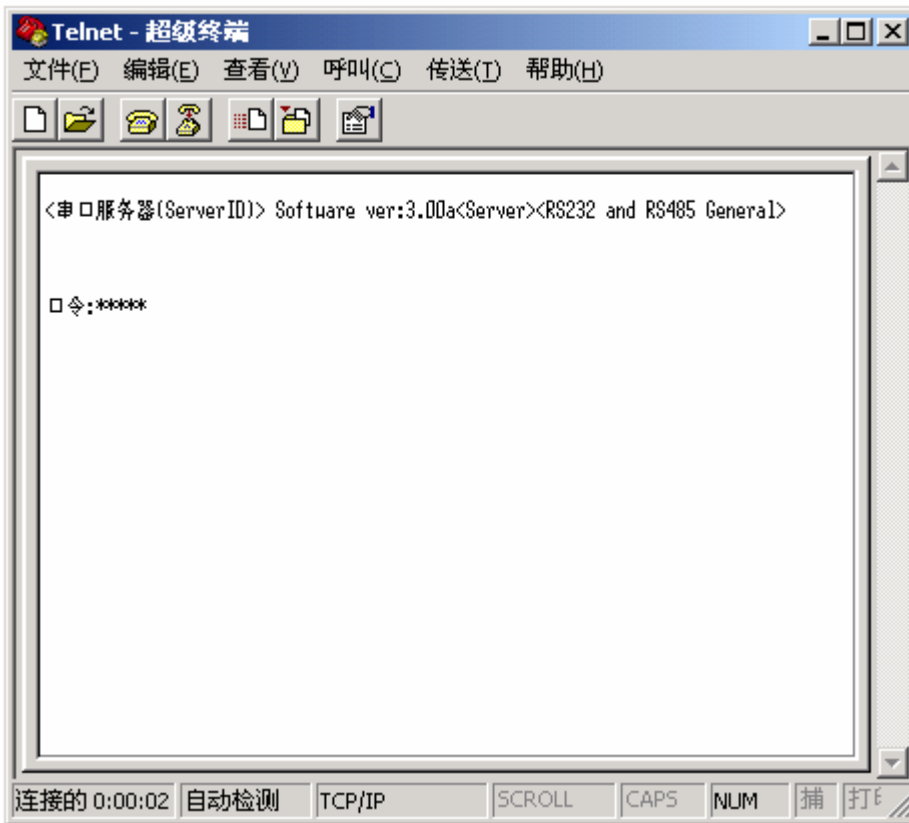 Telnet - 超级终端
文件(F) 编辑(E) 查看(V) 呼叫(C) 传送(T) 帮助(H)
<串口服务器(ServerID)> Software ver:3.00a<Server><RS232 and RS485 General>
口令:*****
连接的 0:00:02 自动检测 TCP/IP SCROLL CAPS NUM 捕